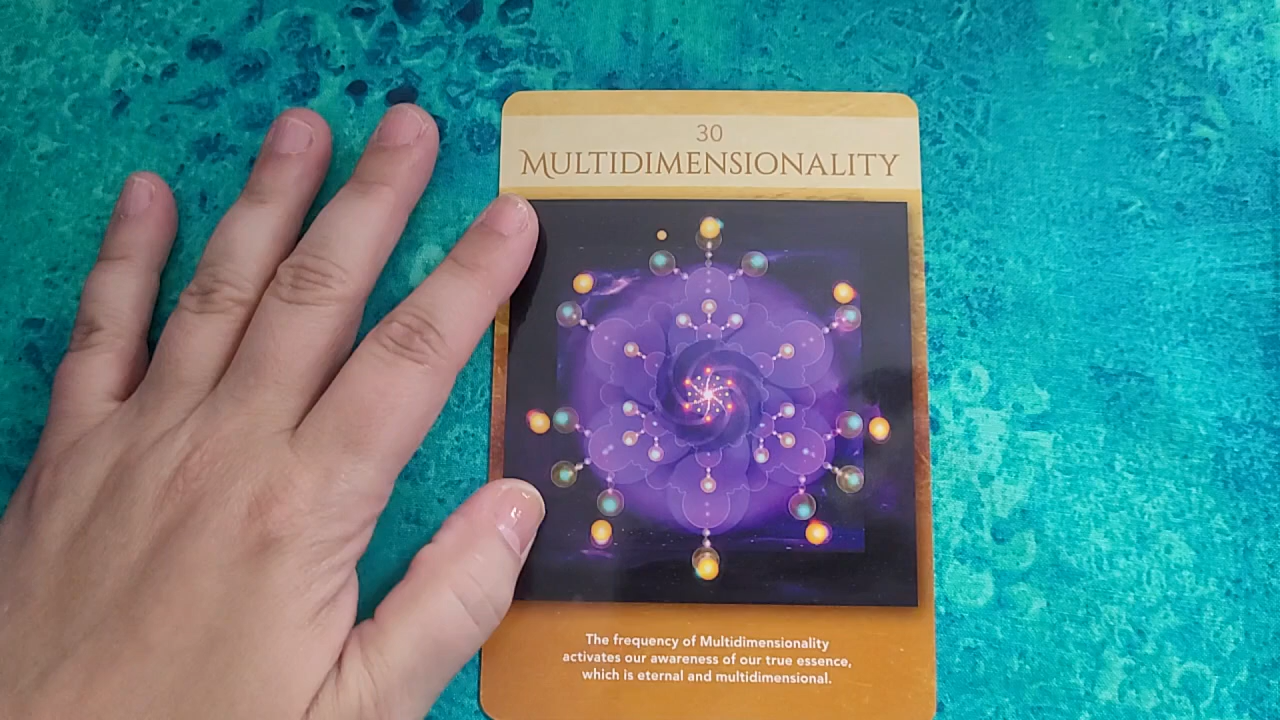 30
MULTIDIMENSIONALITY
The frequency of Multidimensionality
activates our awareness of our true essence,
which is eternal and multidimensional.